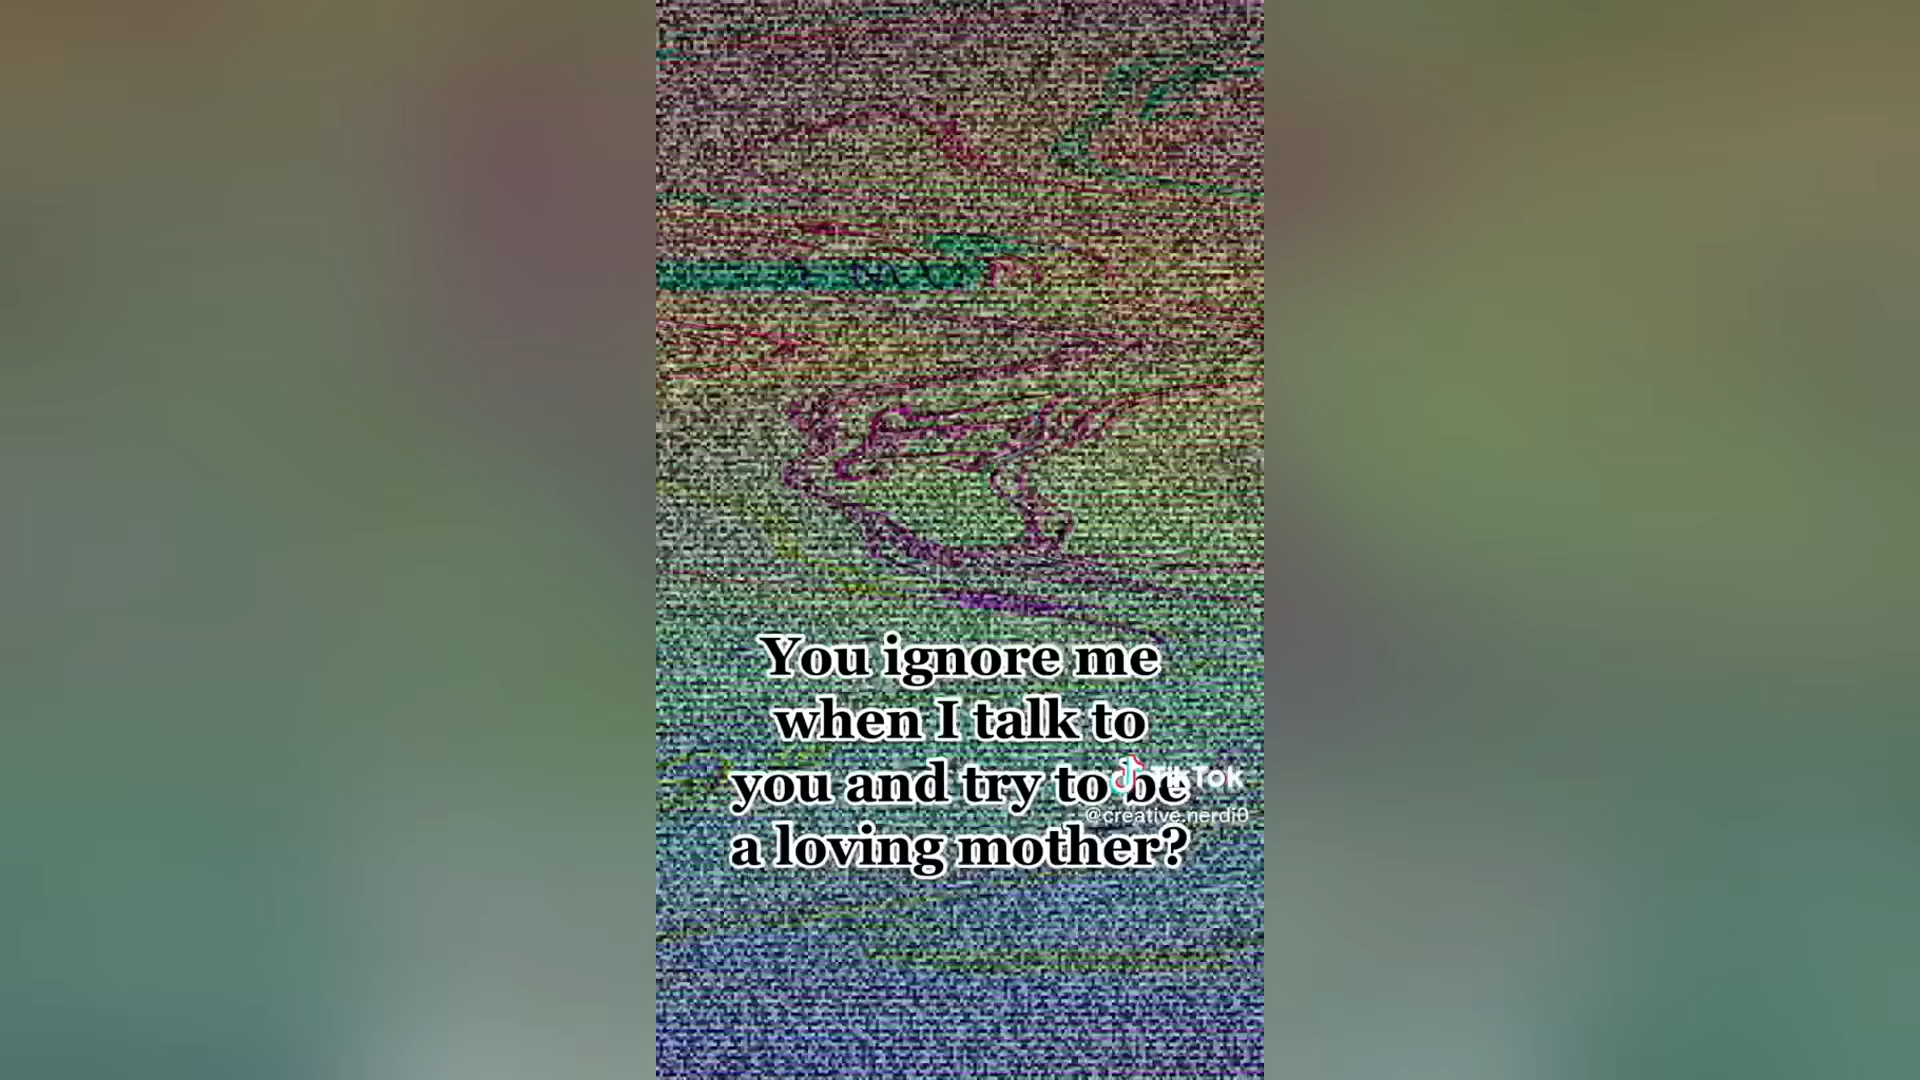 You ignore me
when I talk to
you and try to be
a loving mother?
TikTok
@creative.nerdi0